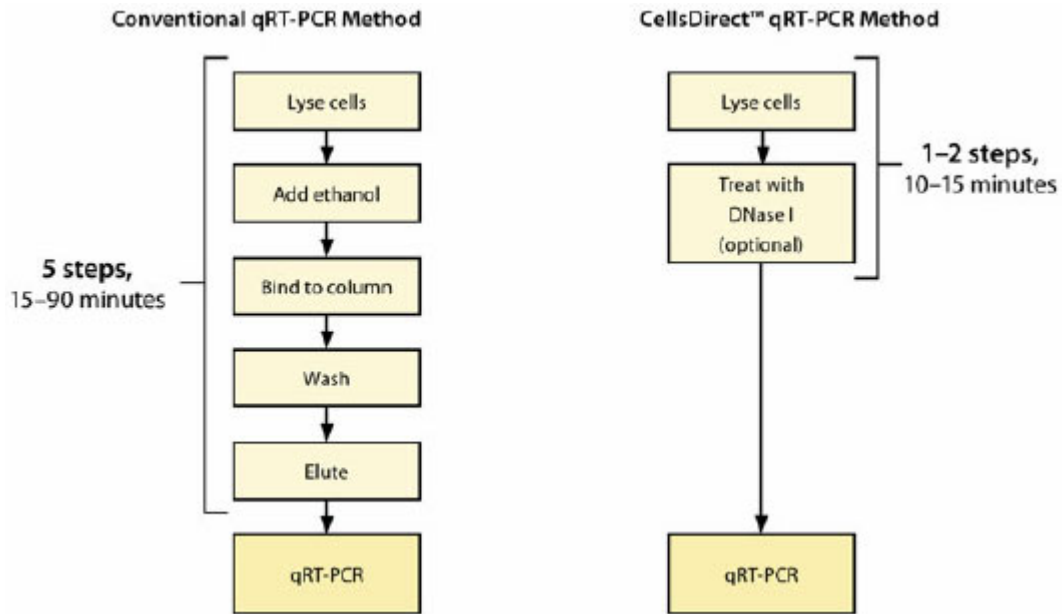 Conventional qRT-PCR Method
Lyse cells
Add ethanol
Bind to column
Wash
Elute
qRT-PCR
5 steps,
15–90 minutes
CellsDirect™ qRT-PCR Method
Lyse cells
Treat with
DNase I
(optional)
qRT-PCR
1–2 steps,
10–15 minutes